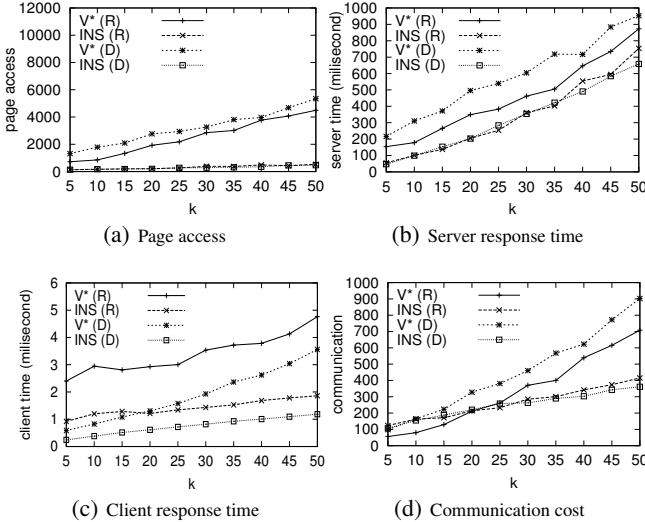 page access
12000
10000
8000
6000
4000
2000
0
V* (R)
INS (R)
V* (D)
INS (D)
5 10 15 20 25 30 35 40 45 50
k
(a) Page access
server time (milisecond)
1000
900
800
700
600
500
400
300
200
100
0
V* (R)
INS (R)
V* (D)
INS (D)
5 10 15 20 25 30 35 40 45 50
k
(b) Server response time
client time (milisecond)
6
5
4
3
2
1
0
V* (R)
INS (R)
V* (D)
INS (D)
5 10 15 20 25 30 35 40 45 50
k
(c) Client response time
communication
1000
900
800
700
600
500
400
300
200
100
0
V* (R)
INS (R)
V* (D)
INS (D)
5 10 15 20 25 30 35 40 45 50
k
(d) Communication cost